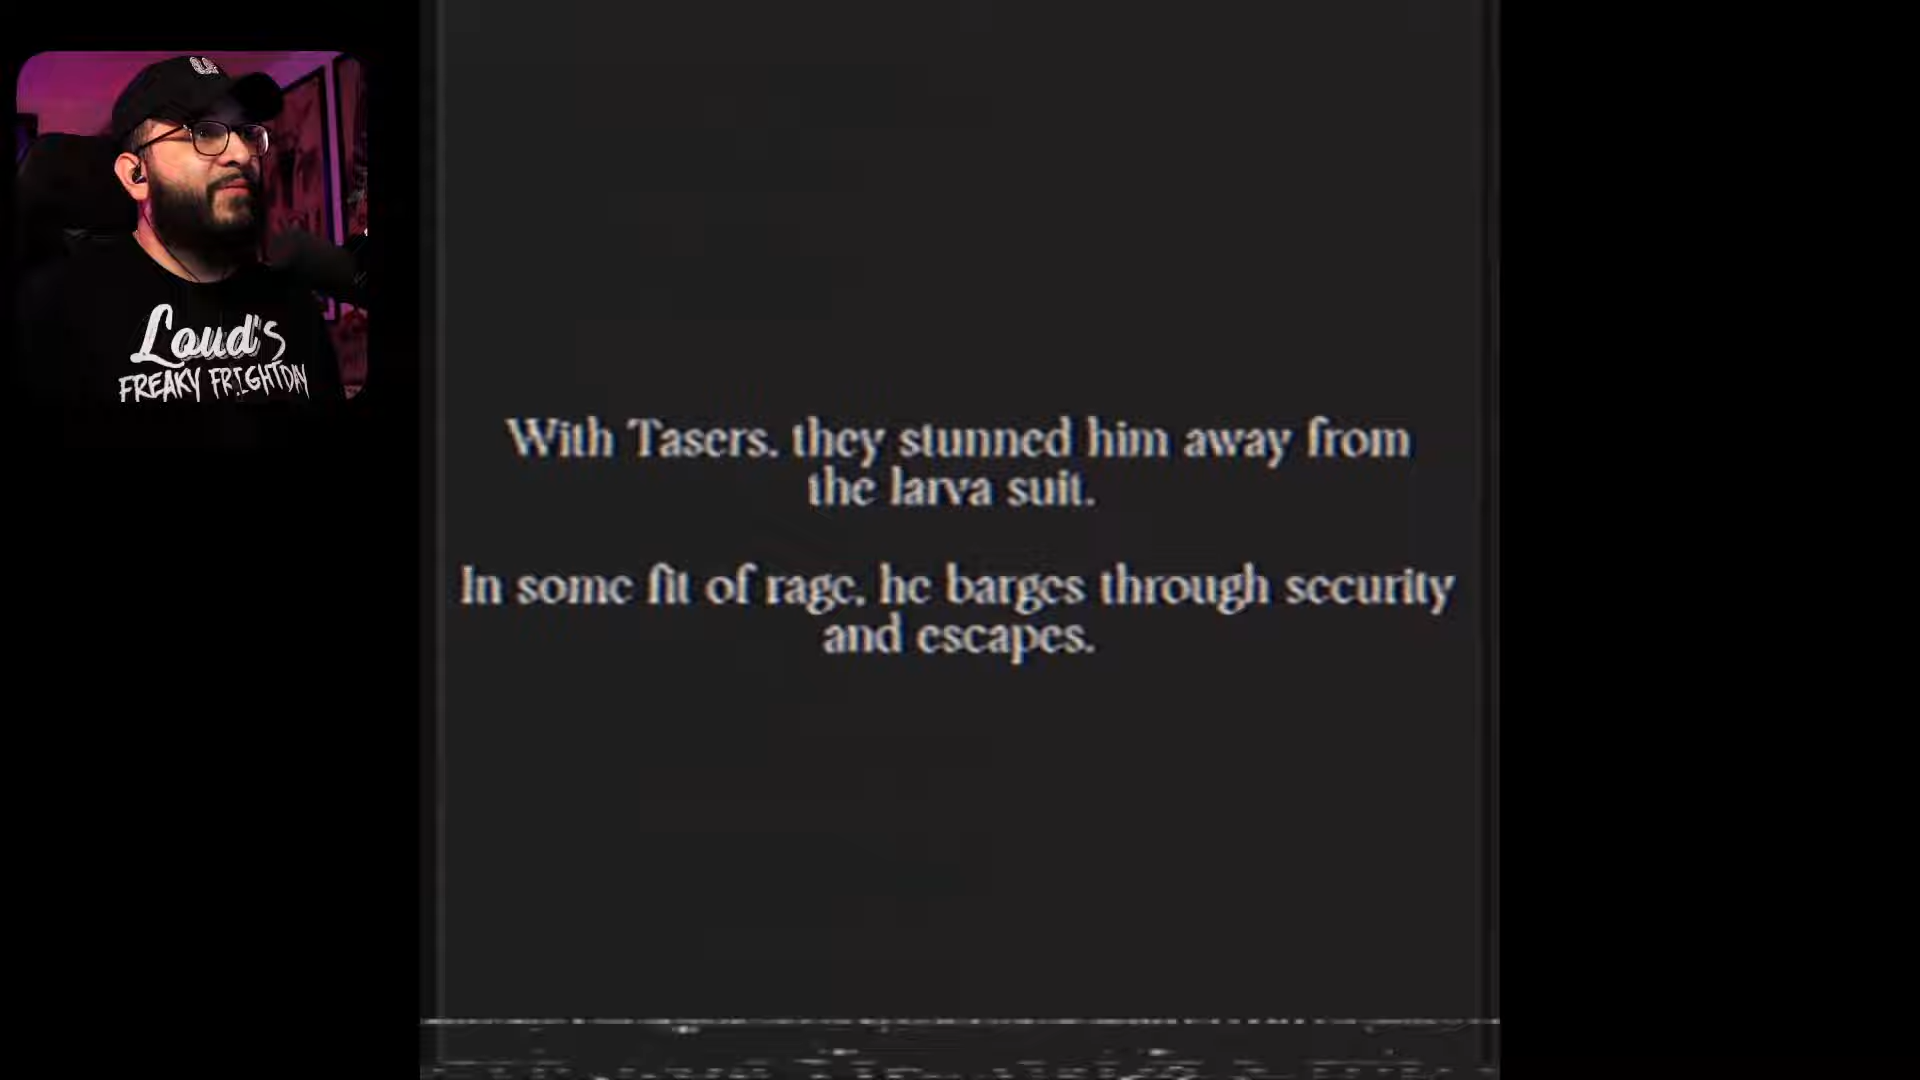 Loud's
FREAKY FRIGHTDAY
With Tasers, they stunned him away from
the larva suit.
In some fit of rage, he barges through security
and escapes.